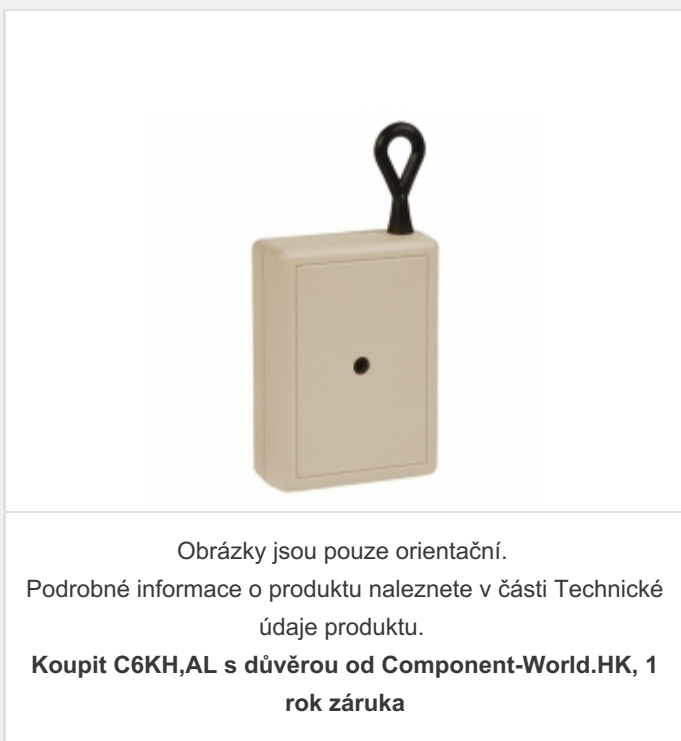 Obrázky jsou pouze orientační.
Podrobné informace o produktu naleznete v části Technické
údaje produktu.
Koupit C6KH,AL s důvěrou od Component-World.HK, 1
rok záruka